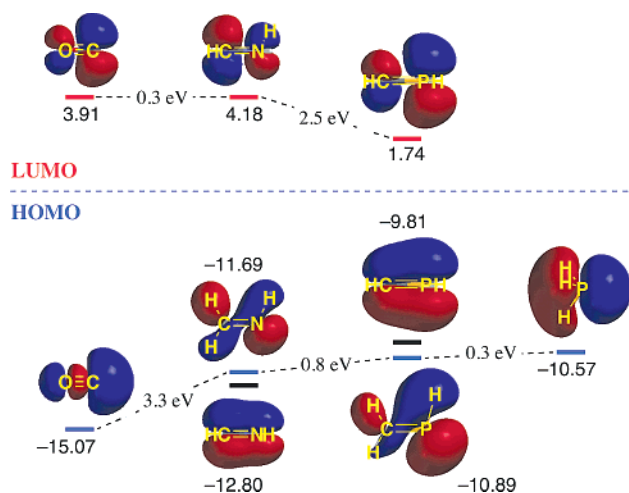 O≡C
HC=N
H
HC=PH
0.3 eV
3.91
4.18
2.5 eV
1.74
LUMO
HOMO
−9.81
−11.69
HC=PH
H
H
C=N
H
H
H
P
H
O≡C
0.8 eV
0.3 eV
−10.57
3.3 eV
−15.07
HC=NH
H
H
C=P
H
−12.80
−10.89